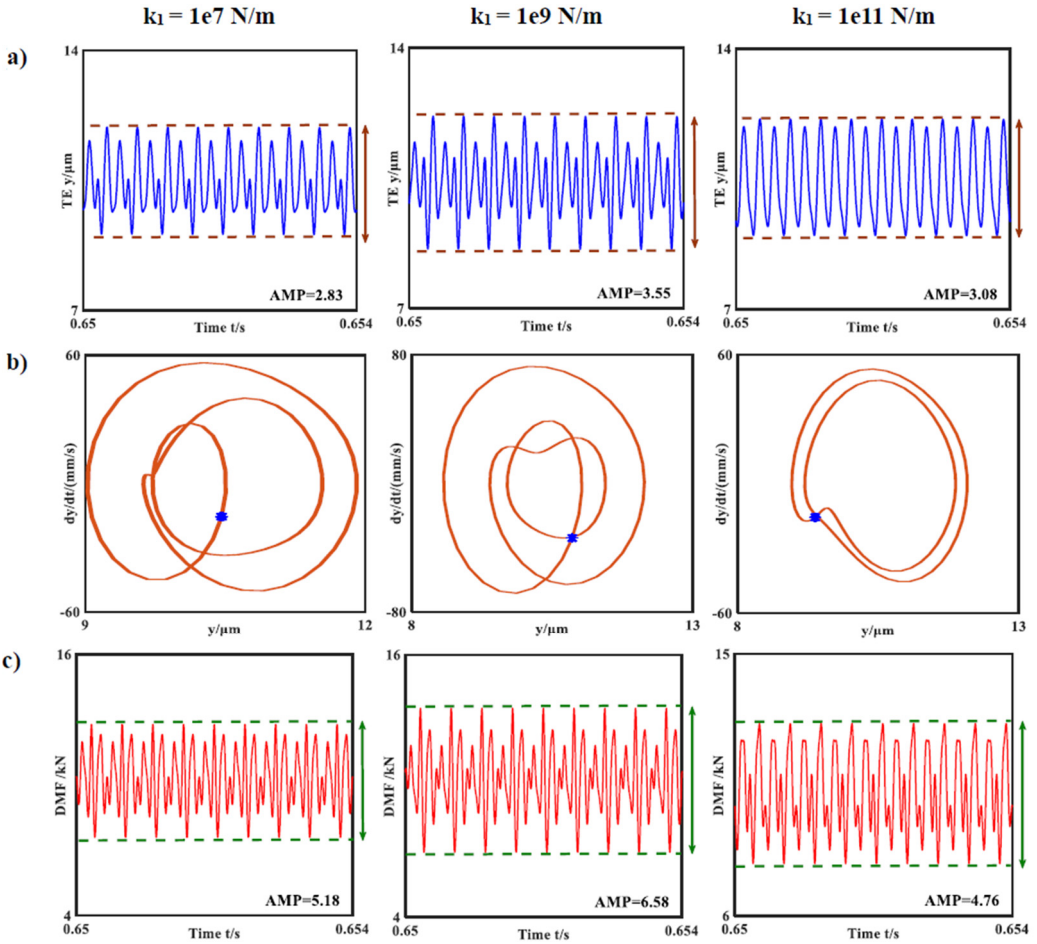 k₁ = 1e7 N/m k₁ = 1e9 N/m k₁ = 1e11 N/m
a)
14
TE y/µm
AMP=2.83
7
0.65 Time t/s 0.654
14
TE y/µm
AMP=3.55
7
0.65 Time t/s 0.654
14
TE y/µm
AMP=3.08
7
0.65 Time t/s 0.654
b)
60
dy/dt/(mm/s)
-60
9 y/µm 12
80
dy/dt/(mm/s)
-80
8 y/µm 13
60
dy/dt/(mm/s)
-60
8 y/µm 13
c)
16
DMF /kN
AMP=5.18
4
0.65 Time t/s 0.654
16
DMF /kN
AMP=6.58
4
0.65 Time t/s 0.654
15
DMF /kN
AMP=4.76
6
0.65 Time t/s 0.654